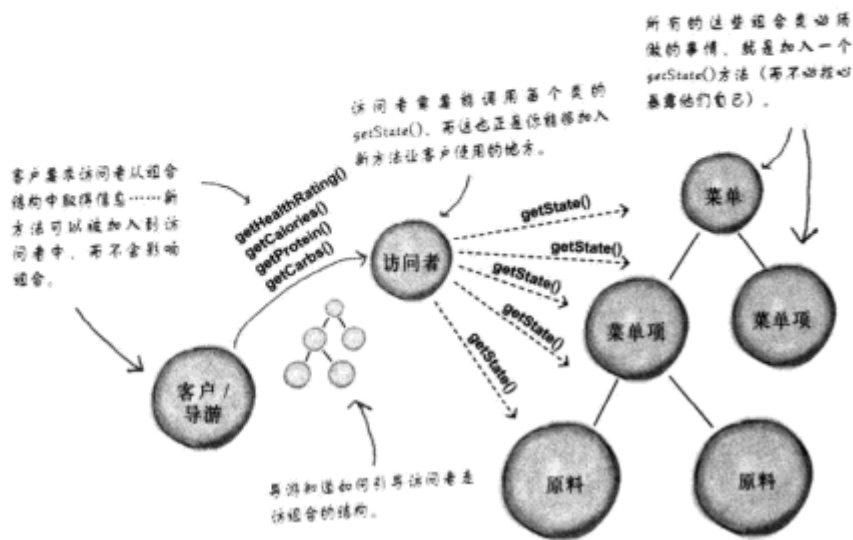 所有的这些组合类必须
做的事情，就是加入一个
getState()方法（而不必担心
暴露他们自己）。
访问者需要能调用每个类的
getState()，而这也正是你能够加入
新方法让客户使用的地方。
客户要求访问者以组合
结构中取得信息……新
方法可以被加入到访
问者中，而不会影响
组合。
getHealthRating()
getCalories()
getProtein()
getCarbs()
访问者
getState()
getState()
getState()
getState()
getState()
菜单
菜单项
菜单项
客户/
导游
原料
原料
导游知道如何引导访问者走
访组合的结构。